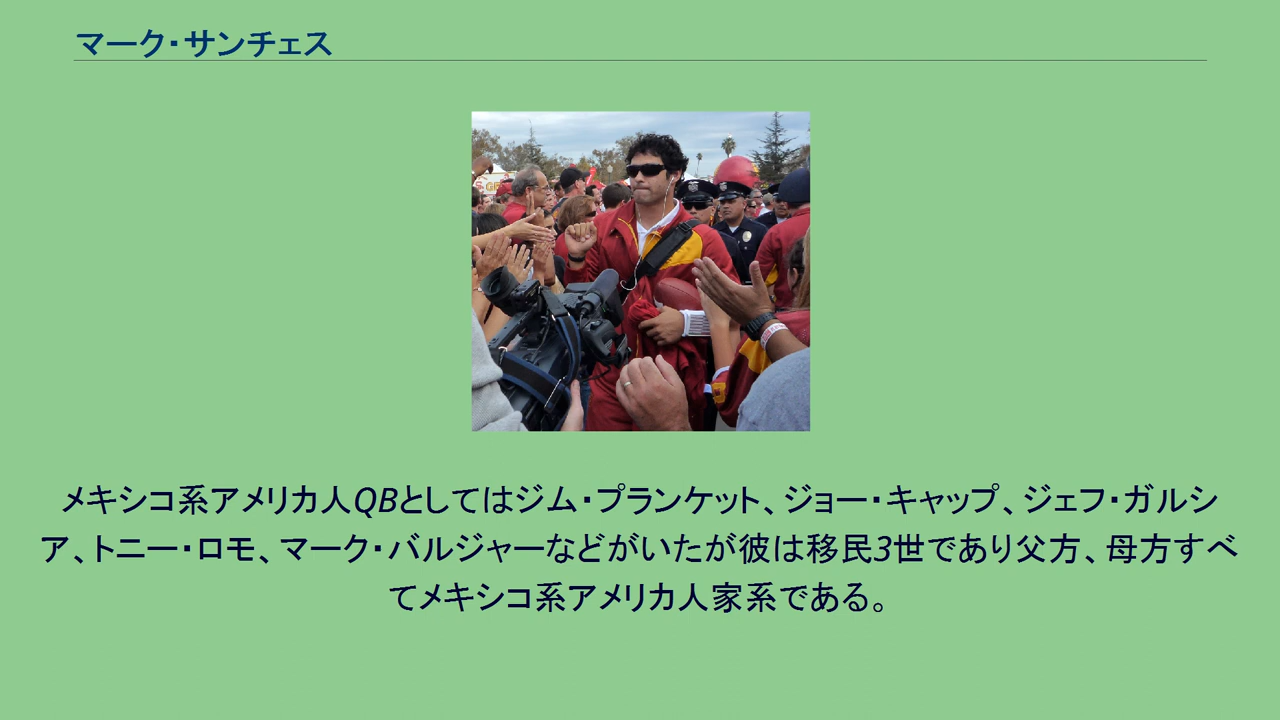 マーク・サンチェス
メキシコ系アメリカ人QBとしてはジム・プランケット、ジョー・キャップ、ジェフ・ガルシ
ア、トニー・ロモ、マーク・バルジャーなどがいたが彼は移民3世であり父方、母方すべ
てメキシコ系アメリカ人家系である。